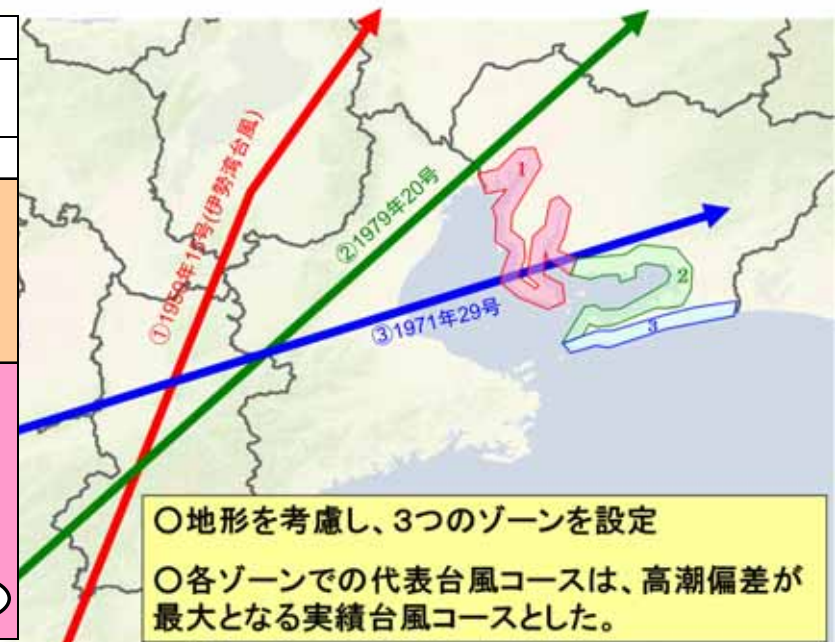 ①1959年15号(伊勢湾台風)
②1979年20号
③1971年29号
1
2
3
○地形を考慮し、3つのゾーンを設定
○各ゾーンでの代表台風コースは、高潮偏差が
最大となる実績台風コースとした。